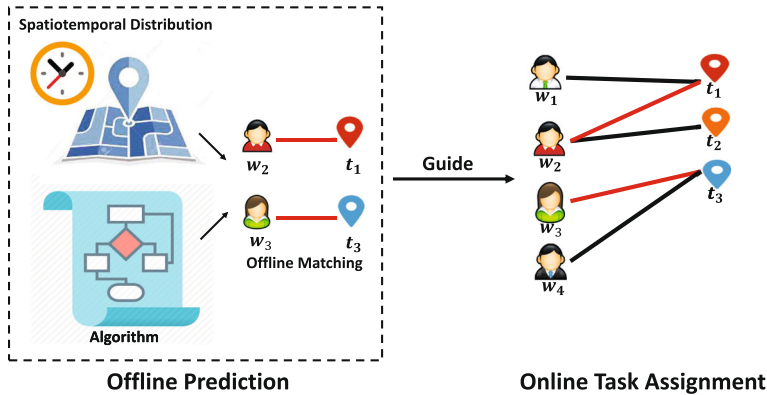 Spatiotemporal Distribution
w₂
t₁
w₃
t₃
Offline Matching
Algorithm
Offline Prediction
Guide
w₁
t₁
w₂
t₂
w₃
t₃
w₄
Online Task Assignment